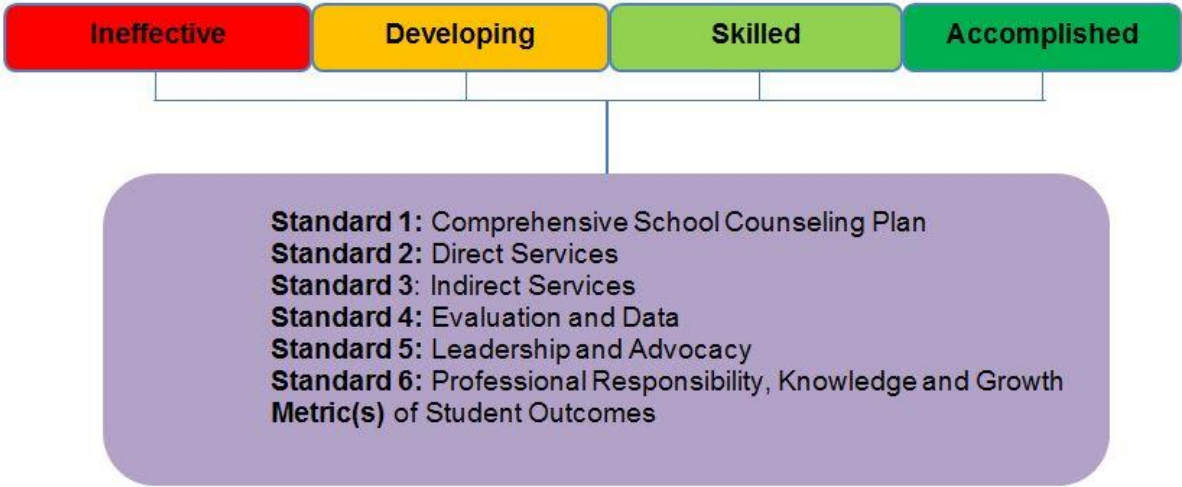 Ineffective Developing Skilled Accomplished
Standard 1: Comprehensive School Counseling Plan
Standard 2: Direct Services
Standard 3: Indirect Services
Standard 4: Evaluation and Data
Standard 5: Leadership and Advocacy
Standard 6: Professional Responsibility, Knowledge and Growth
Metric(s) of Student Outcomes